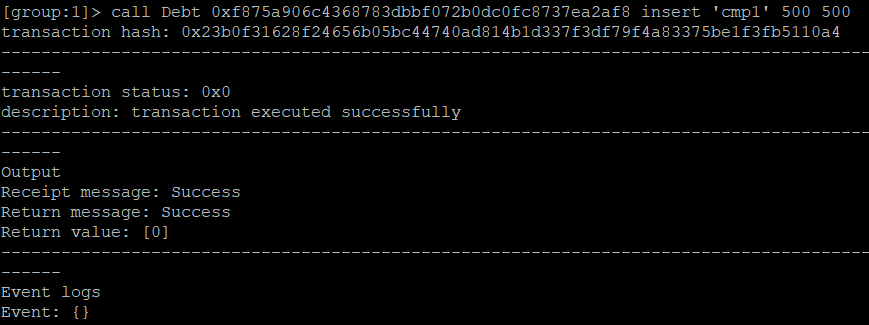 [group:1]> call Debt 0xf875a906c4368783dbbf072b0dc0fc8737ea2af8 insert 'cmp1' 500 500
transaction hash: 0x23b0f31628f24656b05bc44740ad814b1d337f3df79f4a83375be1f3fb5110a4
---------------------------------------------------------------------------------------
------
transaction status: 0x0
description: transaction executed successfully
---------------------------------------------------------------------------------------
------
Output
Receipt message: Success
Return message: Success
Return value: [0]
---------------------------------------------------------------------------------------
------
Event logs
Event: {}